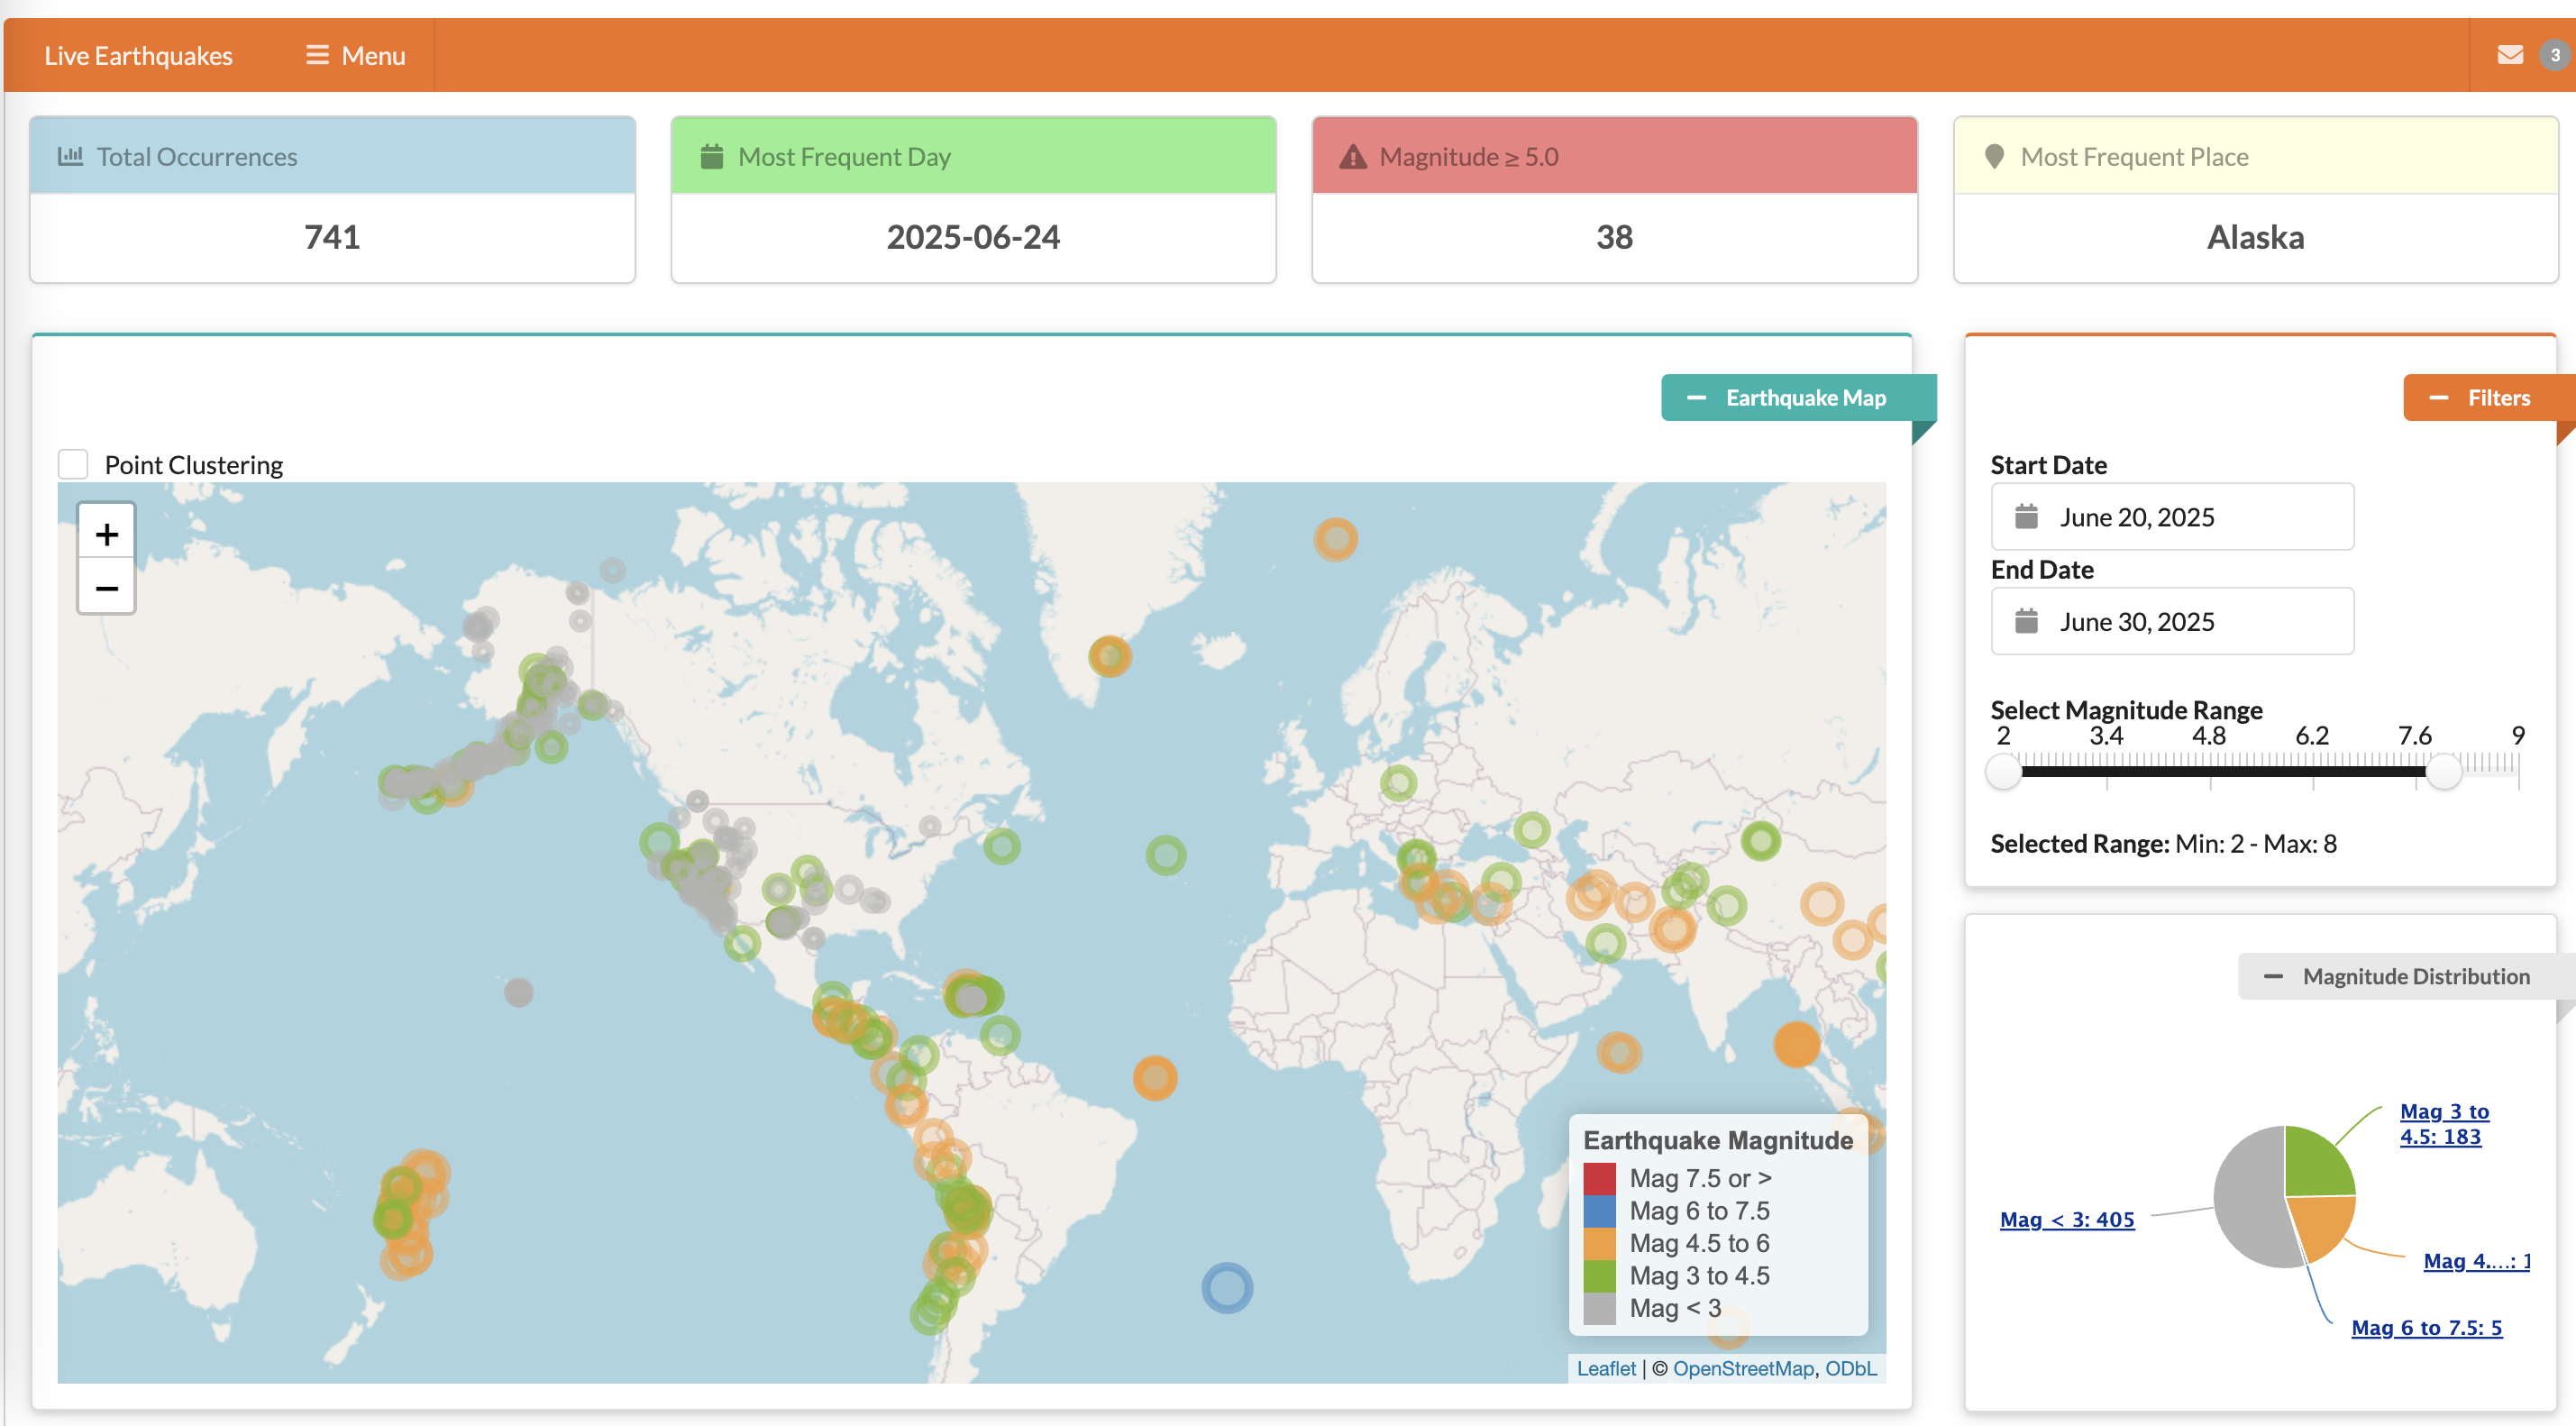 Live Earthquakes
Menu
3
Total Occurrences
741
Most Frequent Day
2025-06-24
Magnitude ≥ 5.0
38
Most Frequent Place
Alaska
Earthquake Map
Point Clustering
+
−
Earthquake Magnitude
Mag 7.5 or >
Mag 6 to 7.5
Mag 4.5 to 6
Mag 3 to 4.5
Mag < 3
Leaflet | © OpenStreetMap, ODbL
Filters
Start Date
June 20, 2025
End Date
June 30, 2025
Select Magnitude Range
2 3.4 4.8 6.2 7.6 9
Selected Range: Min: 2 - Max: 8
Magnitude Distribution
Mag 3 to
4.5: 183
Mag < 3: 405
Mag 4....: 1
Mag 6 to 7.5: 5